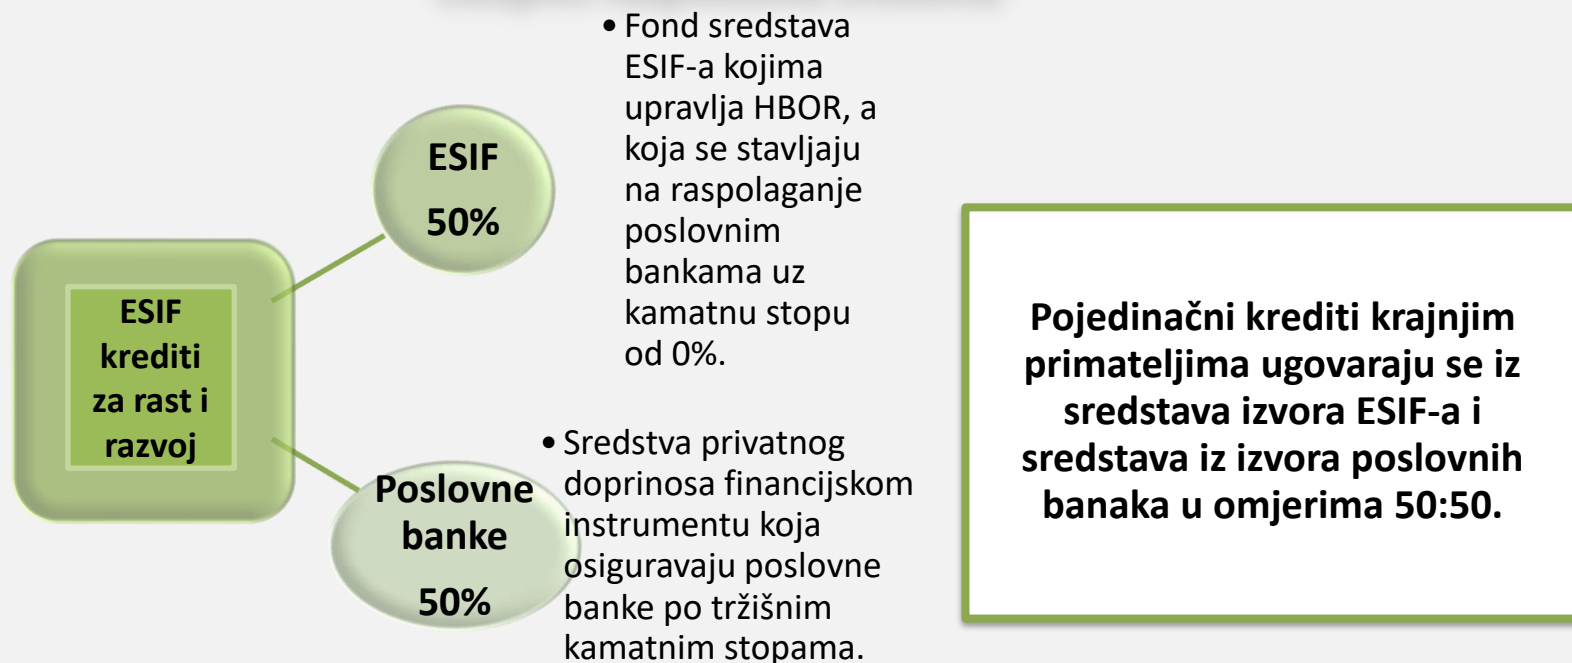 ESIF
krediti
za rast i
razvoj
ESIF
50%
• Fond sredstava
ESIF-a kojima
upravlja HBOR, a
koja se stavljaju
na raspolaganje
poslovnim
bankama uz
kamatnu stopu
od 0%.
Poslovne
banke
50%
• Sredstva privatnog
doprinosa financijskom
instrumentu koja
osiguravaju poslovne
banke po tržišnim
kamatnim stopama.
Pojedinačni krediti krajnjim
primateljima ugovaraju se iz
sredstava izvora ESIF-a i
sredstava iz izvora poslovnih
banaka u omjerima 50:50.